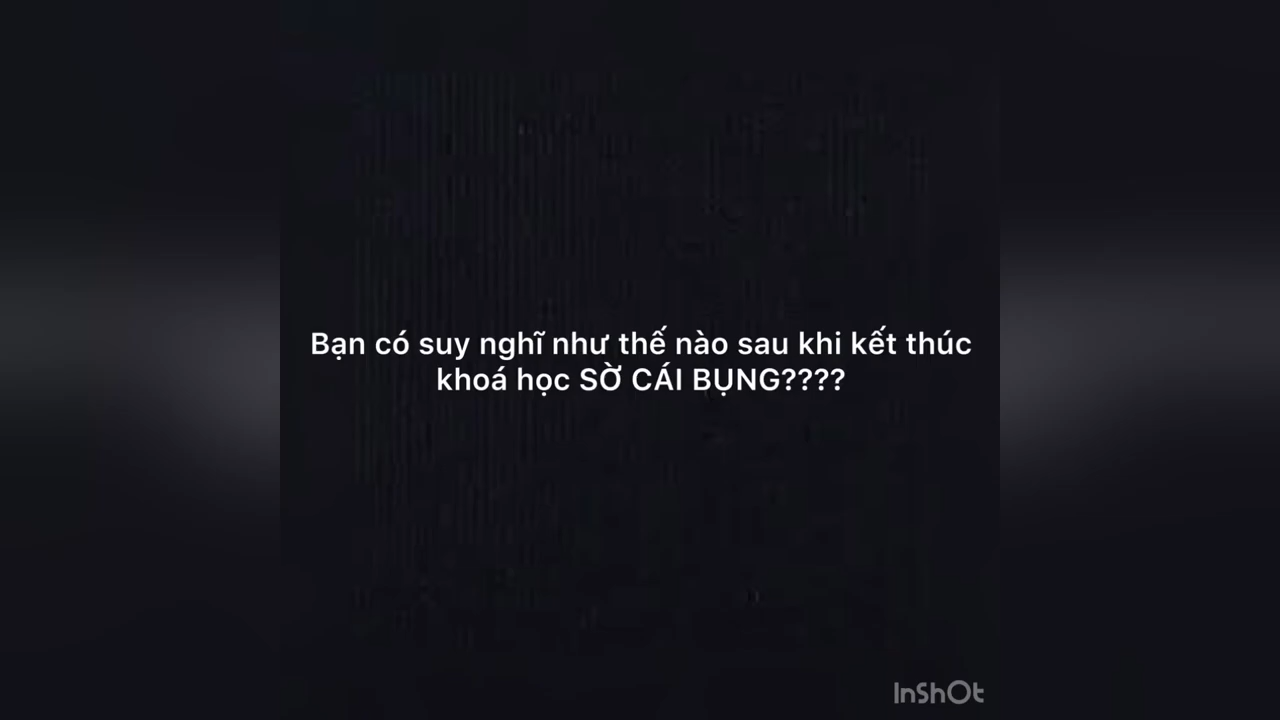 Bạn có suy nghĩ như thế nào sau khi kết thúc
khoá học SỜ CÁI BỤNG????
InShOt